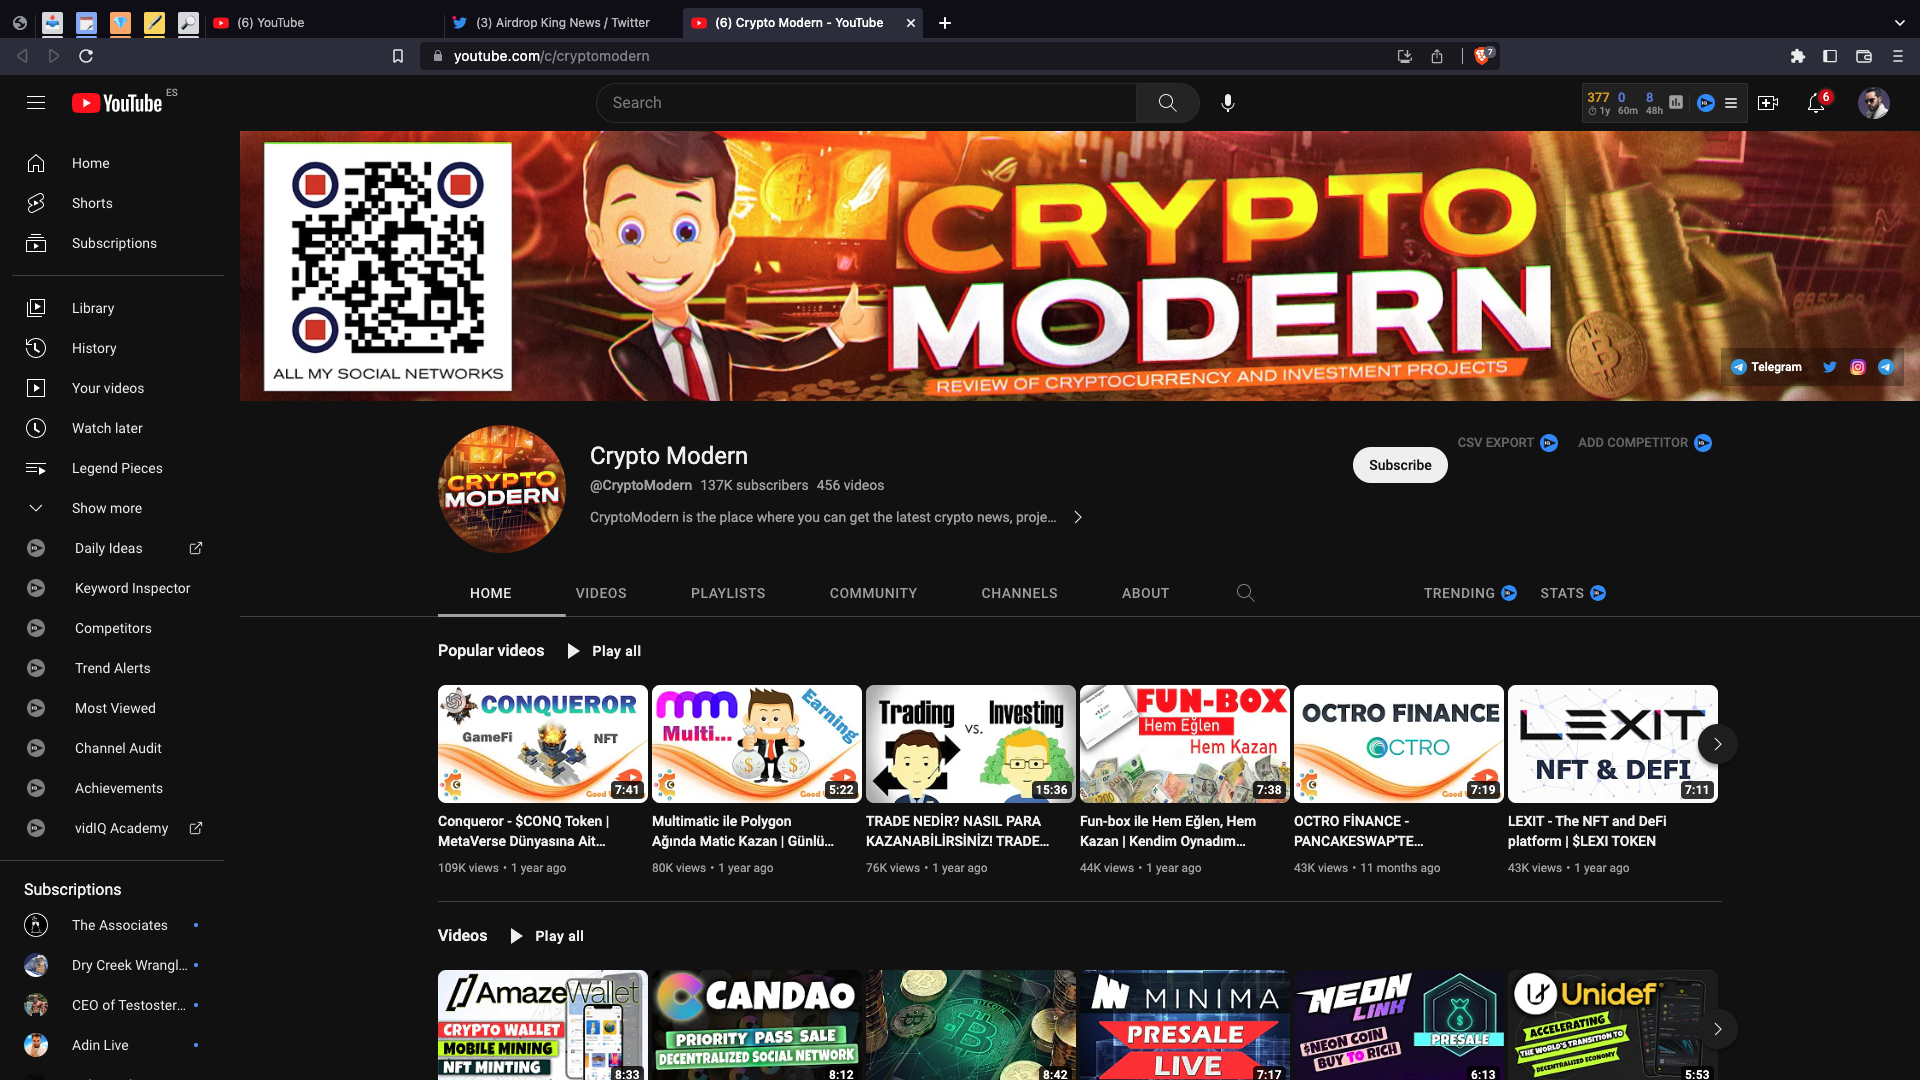 (6) YouTube
(3) Airdrop King News / Twitter
(6) Crypto Modern - YouTube
youtube.com/c/cryptomodern
7
YouTube ES
Search
377 0 8
1y 60m 48h
6
Home
Shorts
Subscriptions
Library
History
Your videos
Watch later
Legend Pieces
Show more
Daily Ideas
Keyword Inspector
Competitors
Trend Alerts
Most Viewed
Channel Audit
Achievements
vidIQ Academy
Subscriptions
The Associates
Dry Creek Wrangl...
CEO of Testoster...
Adin Live
ALL MY SOCIAL NETWORKS
CRYPTO
MODERN
REVIEW OF CRYPTOCURRENCY AND INVESTMENT PROJECTS
Telegram
CRYPTO
MODERN
Crypto Modern
@CryptoModern 137K subscribers 456 videos
CryptoModern is the place where you can get the latest crypto news, proje...
Subscribe
CSV EXPORT
ADD COMPETITOR
HOME
VIDEOS
PLAYLISTS
COMMUNITY
CHANNELS
ABOUT
TRENDING
STATS
Popular videos
Play all
CONQUEROR
GameFi
NFT
Good
7:41
Conqueror - $CONQ Token |
MetaVerse Dünyasına Ait...
109K views • 1 year ago
Multi...
Earning
Good
5:22
Multimatic ile Polygon
Ağında Matic Kazan | Günlü...
80K views • 1 year ago
Trading
vs.
Investing
15:36
TRADE NEDİR? NASIL PARA
KAZANABİLİRSİNİZ! TRADE...
76K views • 1 year ago
FUN-BOX
Hem Eğlen
Hem Kazan
7:38
Fun-box ile Hem Eğlen, Hem
Kazan | Kendim Oynadım...
44K views • 1 year ago
OCTRO FINANCE
OCTRO
Good
7:19
OCTRO FİNANCE -
PANCAKESWAP'TE...
43K views • 11 months ago
LEXIT
NFT & DEFI
7:11
LEXIT - The NFT and DeFi
platform | $LEXI TOKEN
43K views • 1 year ago
Videos
Play all
AmazeWallet
CRYPTO WALLET
MOBILE MINING
NFT MINTING
8:33
CANDAO
PRIORITY PASS SALE
DECENTRALIZED SOCIAL NETWORK
8:12
8:42
MINIMA
PRESALE
LIVE
7:17
NEON
LINK
$NEON COIN
BUY TO RICH
PRESALE
6:13
Unidef
ACCELERATING
THE WORLD'S TRANSITION TO
DECENTRALIZED ECONOMY
5:53